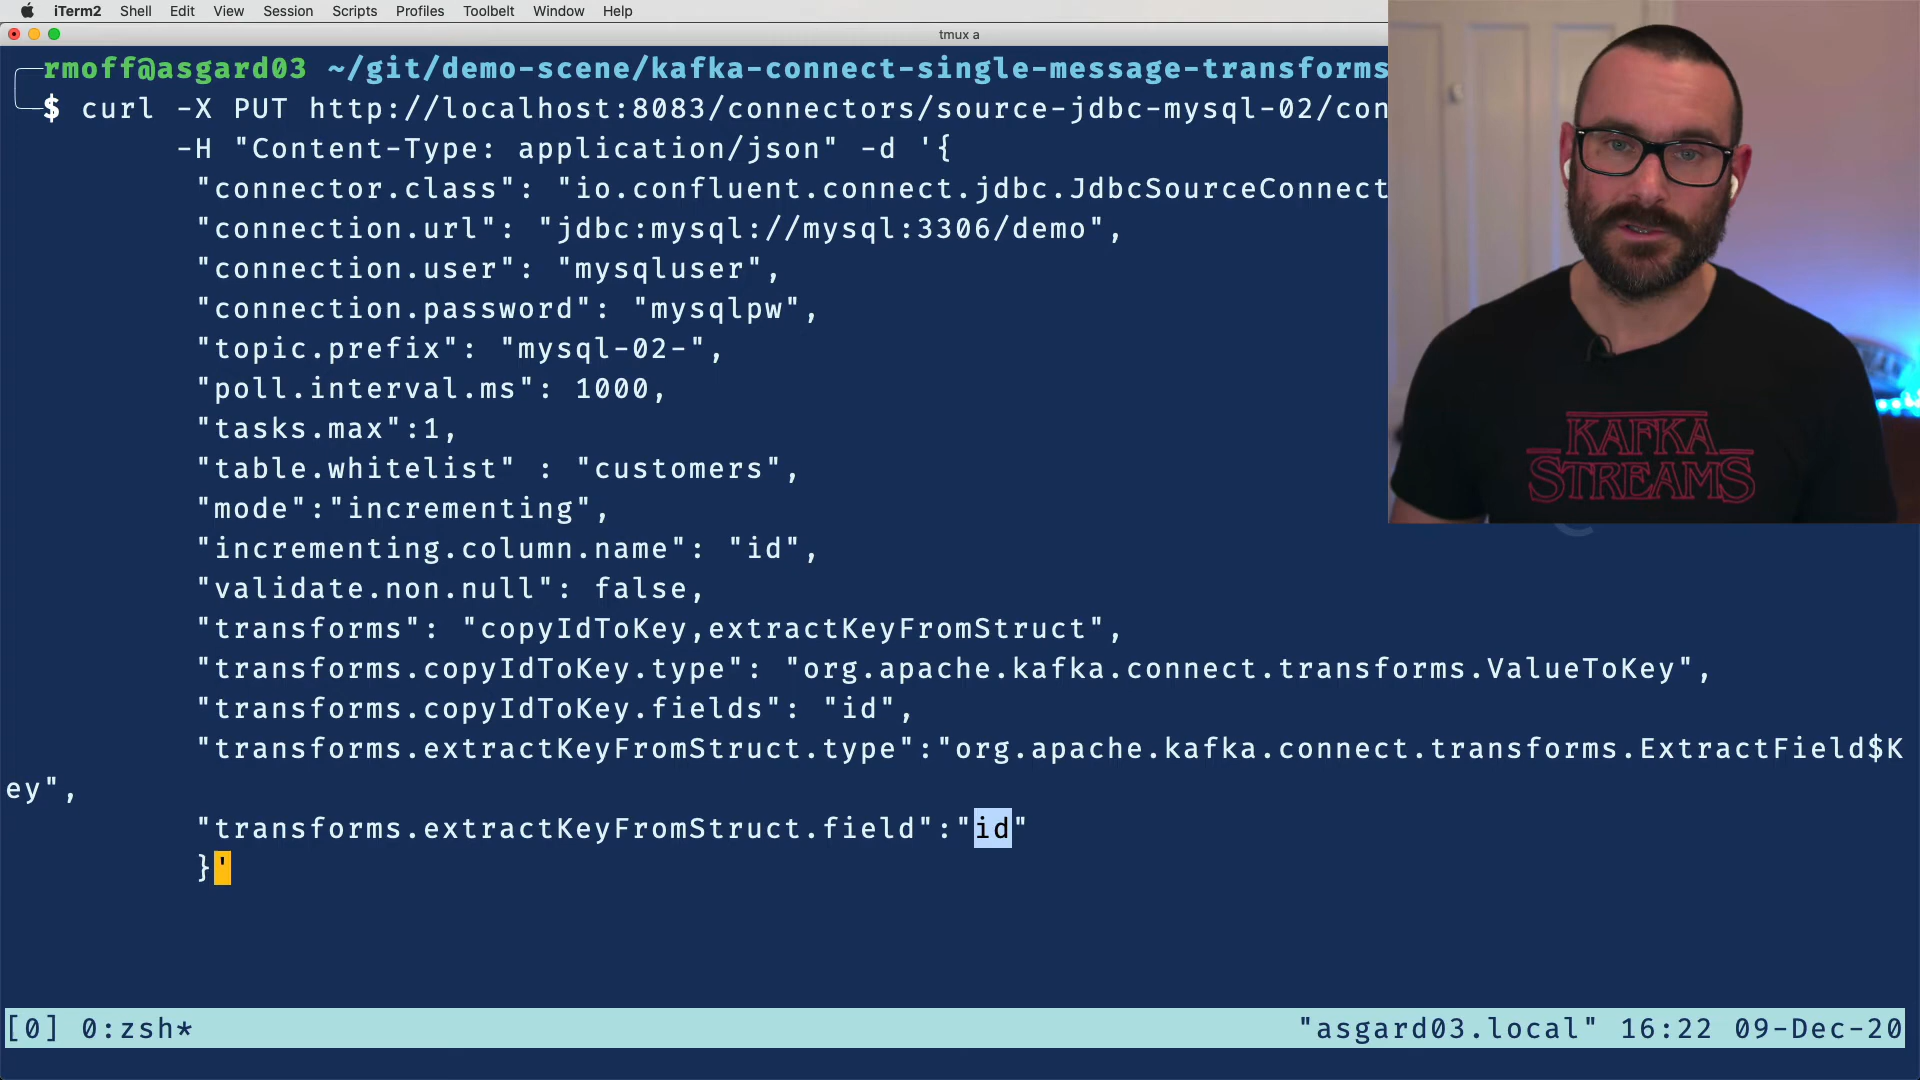 iTerm2 Shell Edit View Session Scripts Profiles Toolbelt Window Help
tmux a
rmoff@asgard03 ~/git/demo-scene/kafka-connect-single-message-transforms
$ curl -X PUT http://localhost:8083/connectors/source-jdbc-mysql-02/con
-H "Content-Type: application/json" -d '{
"connector.class": "io.confluent.connect.jdbc.JdbcSourceConnect
"connection.url": "jdbc:mysql://mysql:3306/demo",
"connection.user": "mysqluser",
"connection.password": "mysqlpw",
"topic.prefix": "mysql-02-",
"poll.interval.ms": 1000,
"tasks.max":1,
"table.whitelist" : "customers",
"mode":"incrementing",
"incrementing.column.name": "id",
"validate.non.null": false,
"transforms": "copyIdToKey,extractKeyFromStruct",
"transforms.copyIdToKey.type": "org.apache.kafka.connect.transforms.ValueToKey",
"transforms.copyIdToKey.fields": "id",
"transforms.extractKeyFromStruct.type":"org.apache.kafka.connect.transforms.ExtractField$K
ey",
"transforms.extractKeyFromStruct.field":"id"
}'
[0] 0:zsh* "asgard03.local" 16:22 09-Dec-20
KAFKA
STREAMS